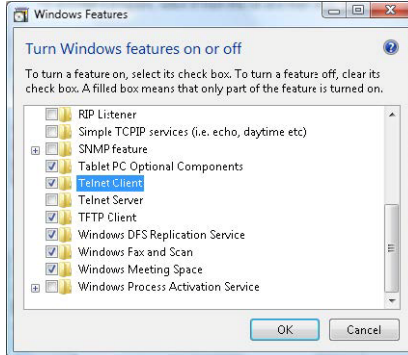 Windows Features
Turn Windows features on or off
To turn a feature on, select its check box. To turn a feature off, clear its
check box. A filled box means that only part of the feature is turned on.
RIP Listener
Simple TCPIP services (i.e. echo, daytime etc)
SNMP feature
Tablet PC Optional Components
Telnet Client
Telnet Server
TFTP Client
Windows DFS Replication Service
Windows Fax and Scan
Windows Meeting Space
Windows Process Activation Service
OK
Cancel